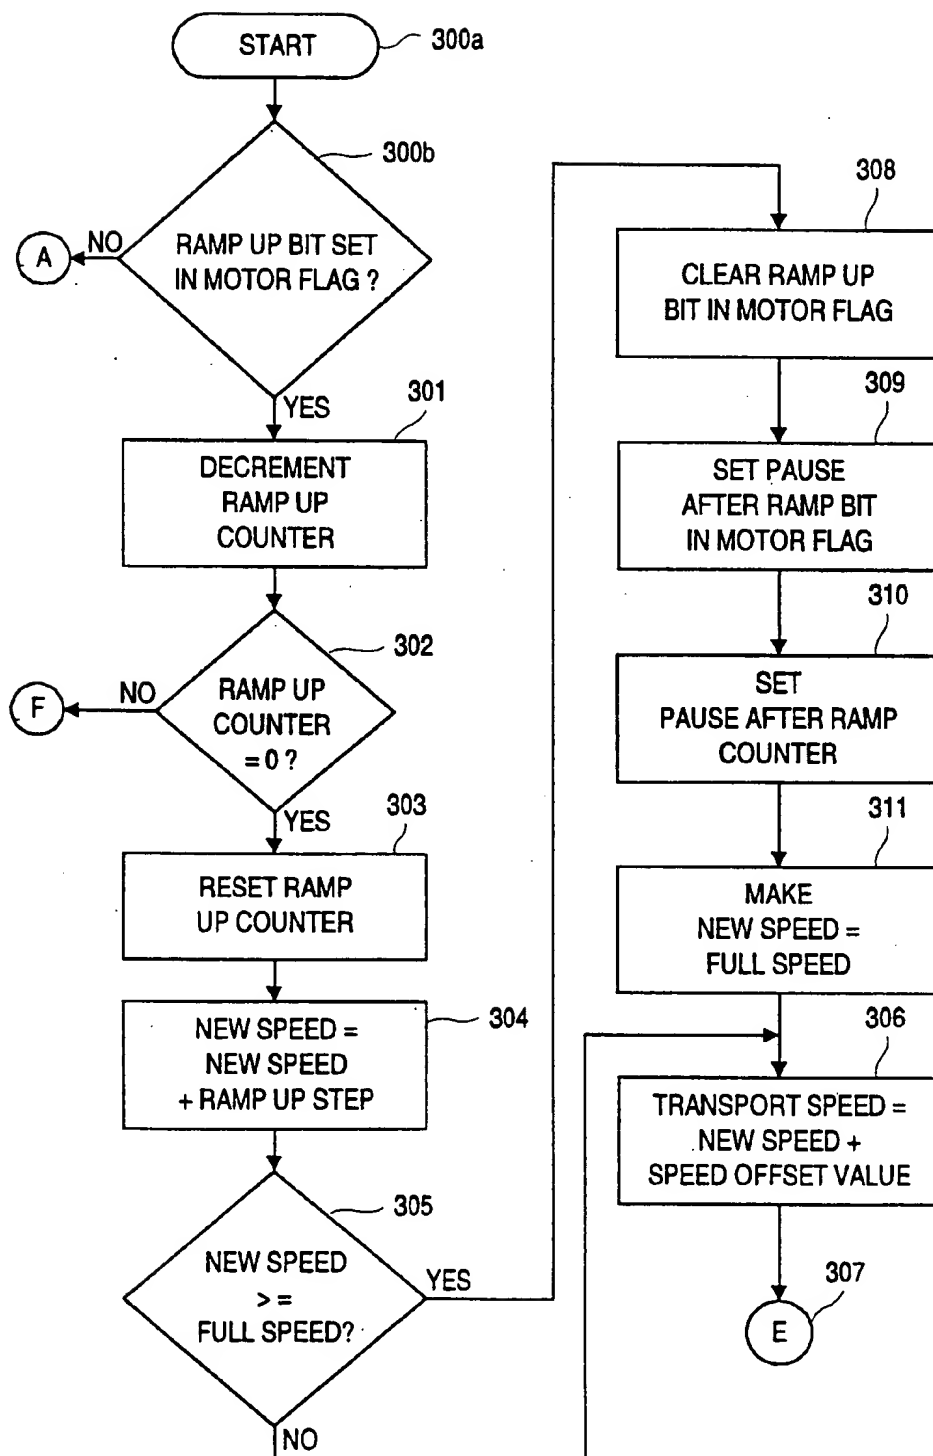 START
300a
300b
RAMP UP BIT SET
IN MOTOR FLAG ?
NO
A
YES
301
DECREMENT
RAMP UP
COUNTER
302
RAMP UP
COUNTER
= 0 ?
NO
F
YES
303
RESET RAMP
UP COUNTER
304
NEW SPEED =
NEW SPEED
+ RAMP UP STEP
305
NEW SPEED
> =
FULL SPEED?
YES
NO
308
CLEAR RAMP UP
BIT IN MOTOR FLAG
309
SET PAUSE
AFTER RAMP BIT
IN MOTOR FLAG
310
SET
PAUSE AFTER RAMP
COUNTER
311
MAKE
NEW SPEED =
FULL SPEED
306
TRANSPORT SPEED =
NEW SPEED +
SPEED OFFSET VALUE
307
E